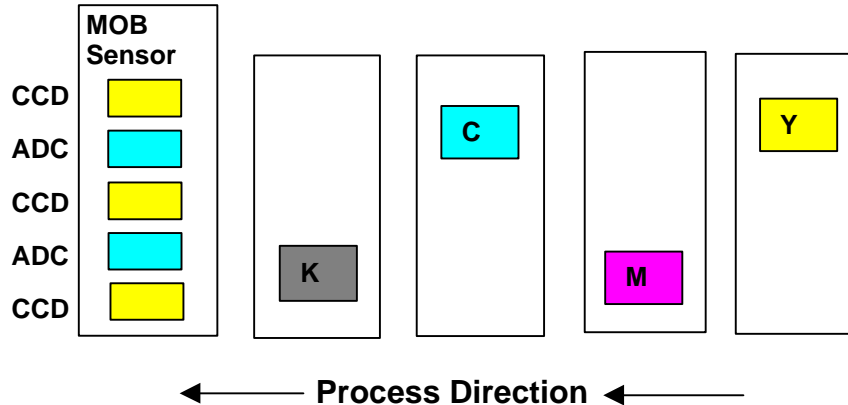 MOB
Sensor
CCD
ADC
CCD
ADC
CCD
K
C
M
Y
Process Direction